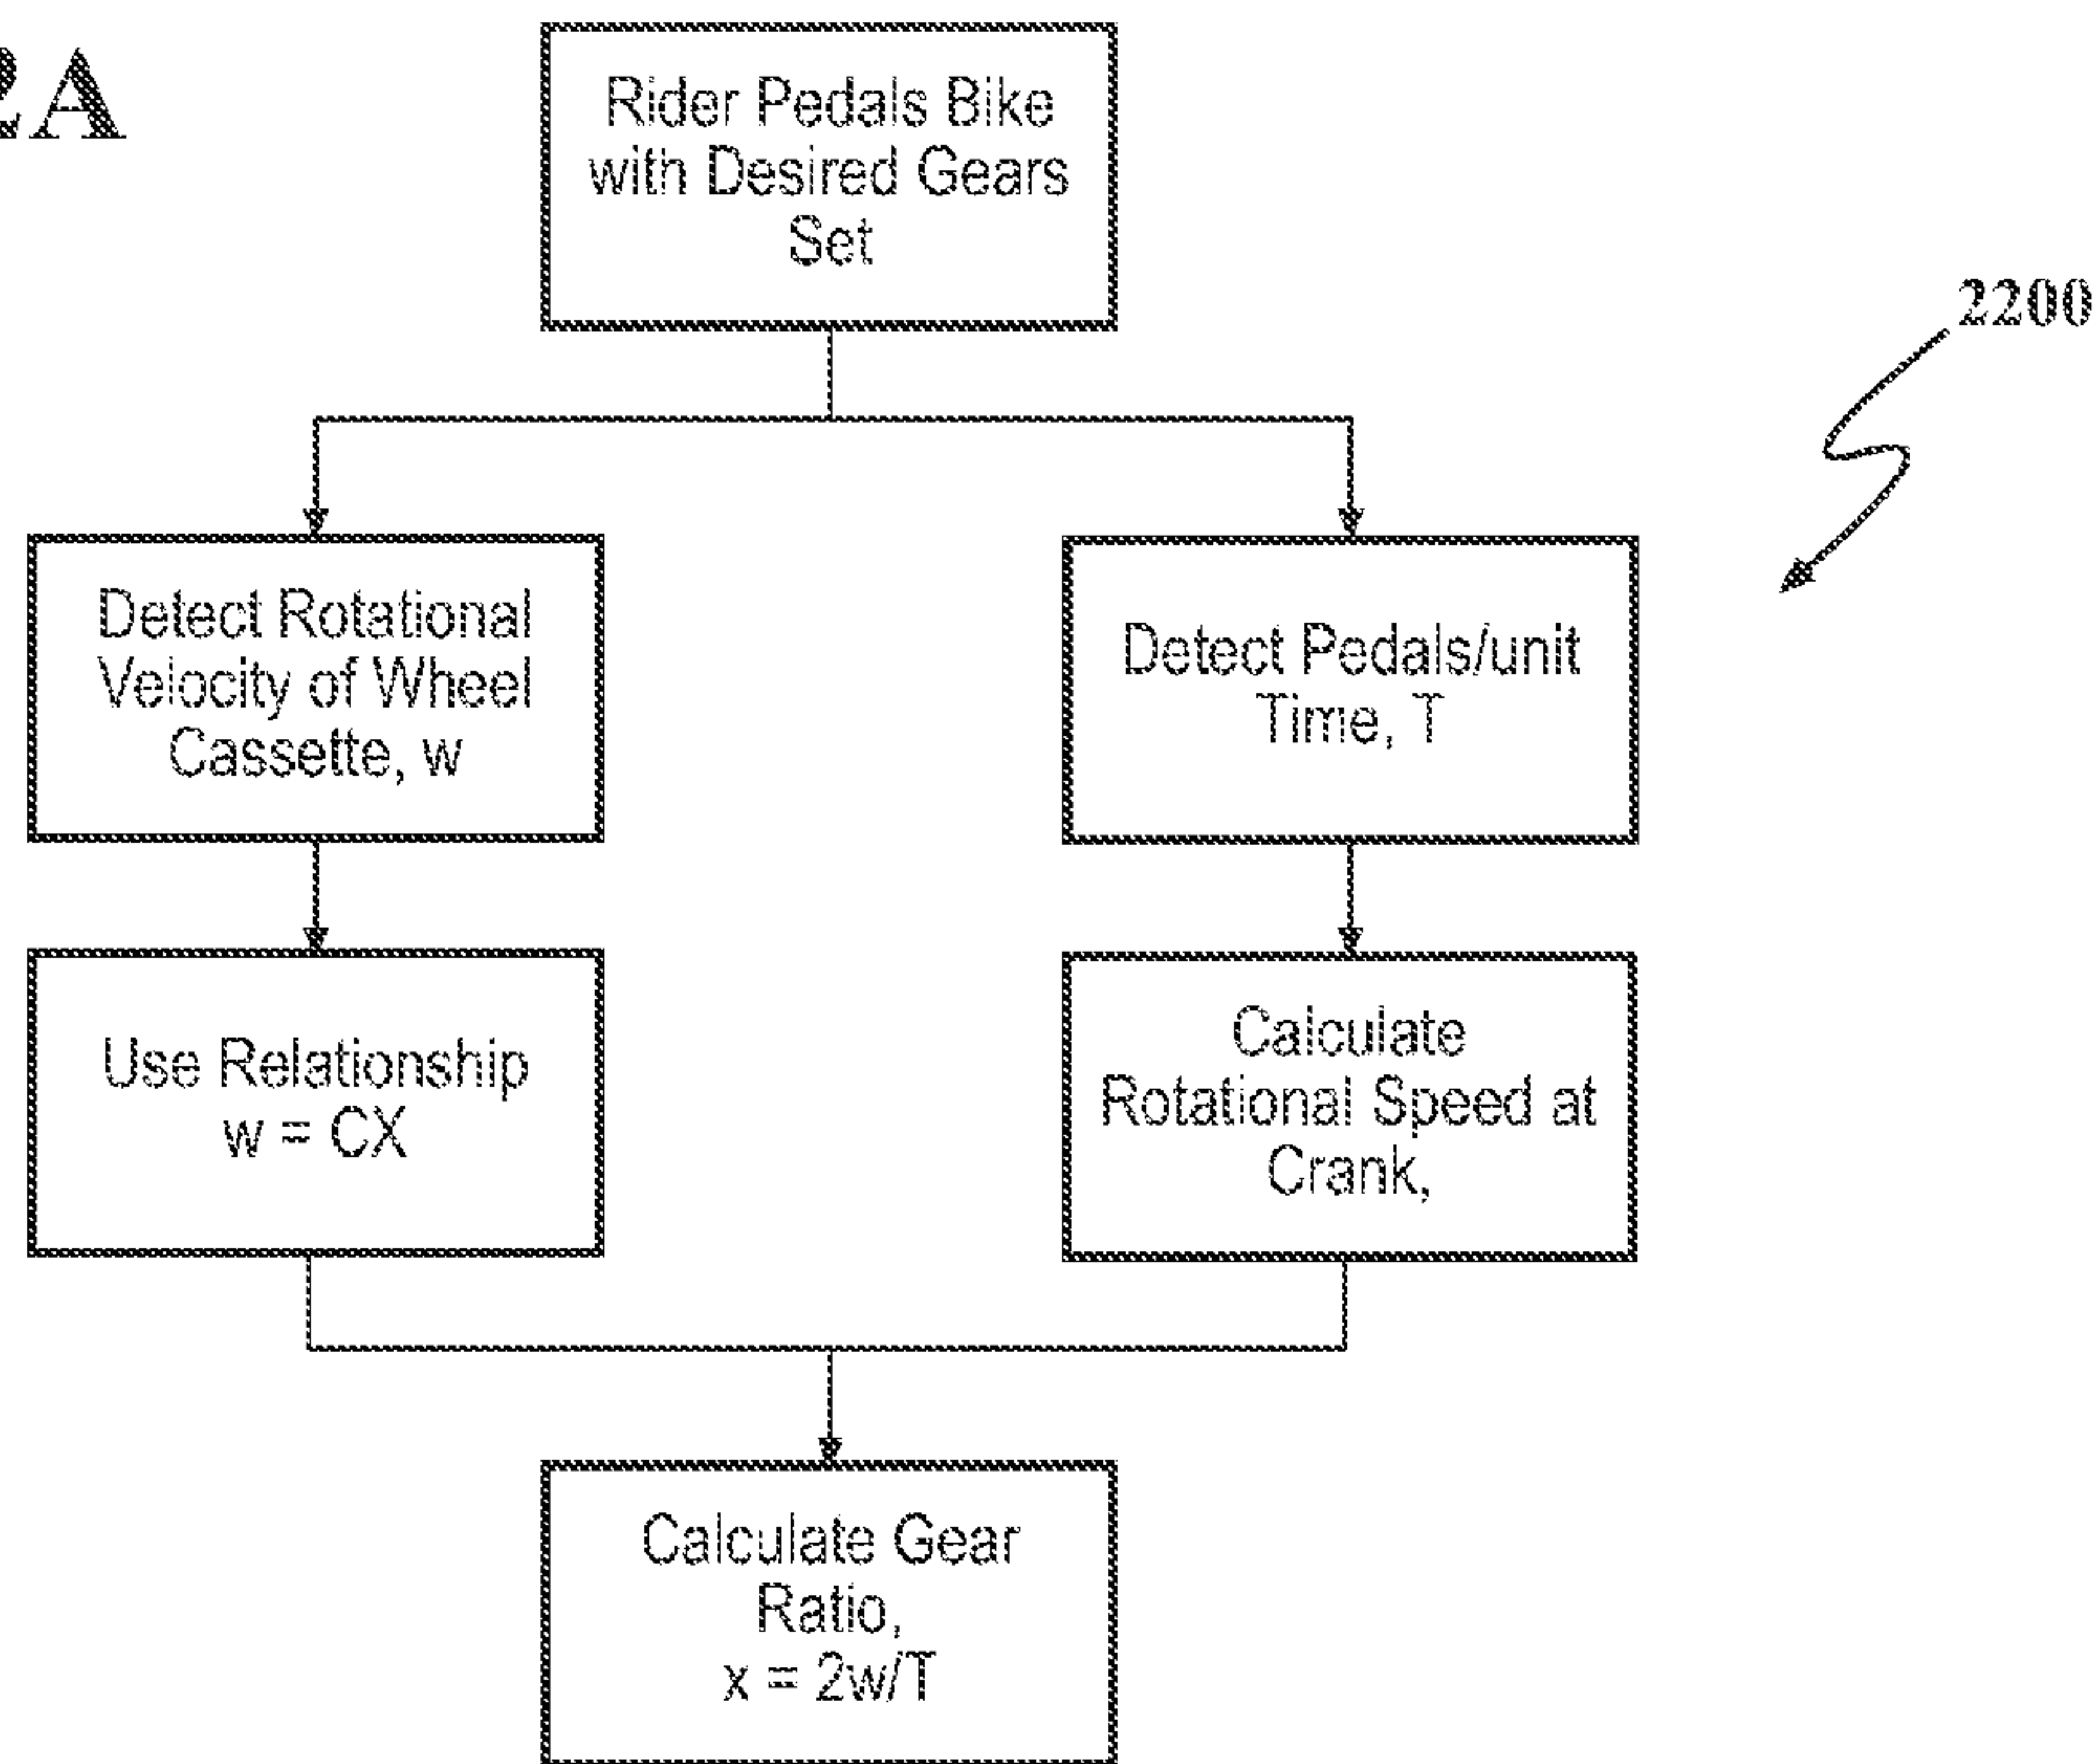 2A
Rider Pedals Bike
with Desired Gears
Set
2200
Detect Rotational
Velocity of Wheel
Cassette, w
Detect Pedals/unit
Time, T
Use Relationship
w = CX
Calculate
Rotational Speed at
Crank,
Calculate Gear
Ratio,
x = 2w/T